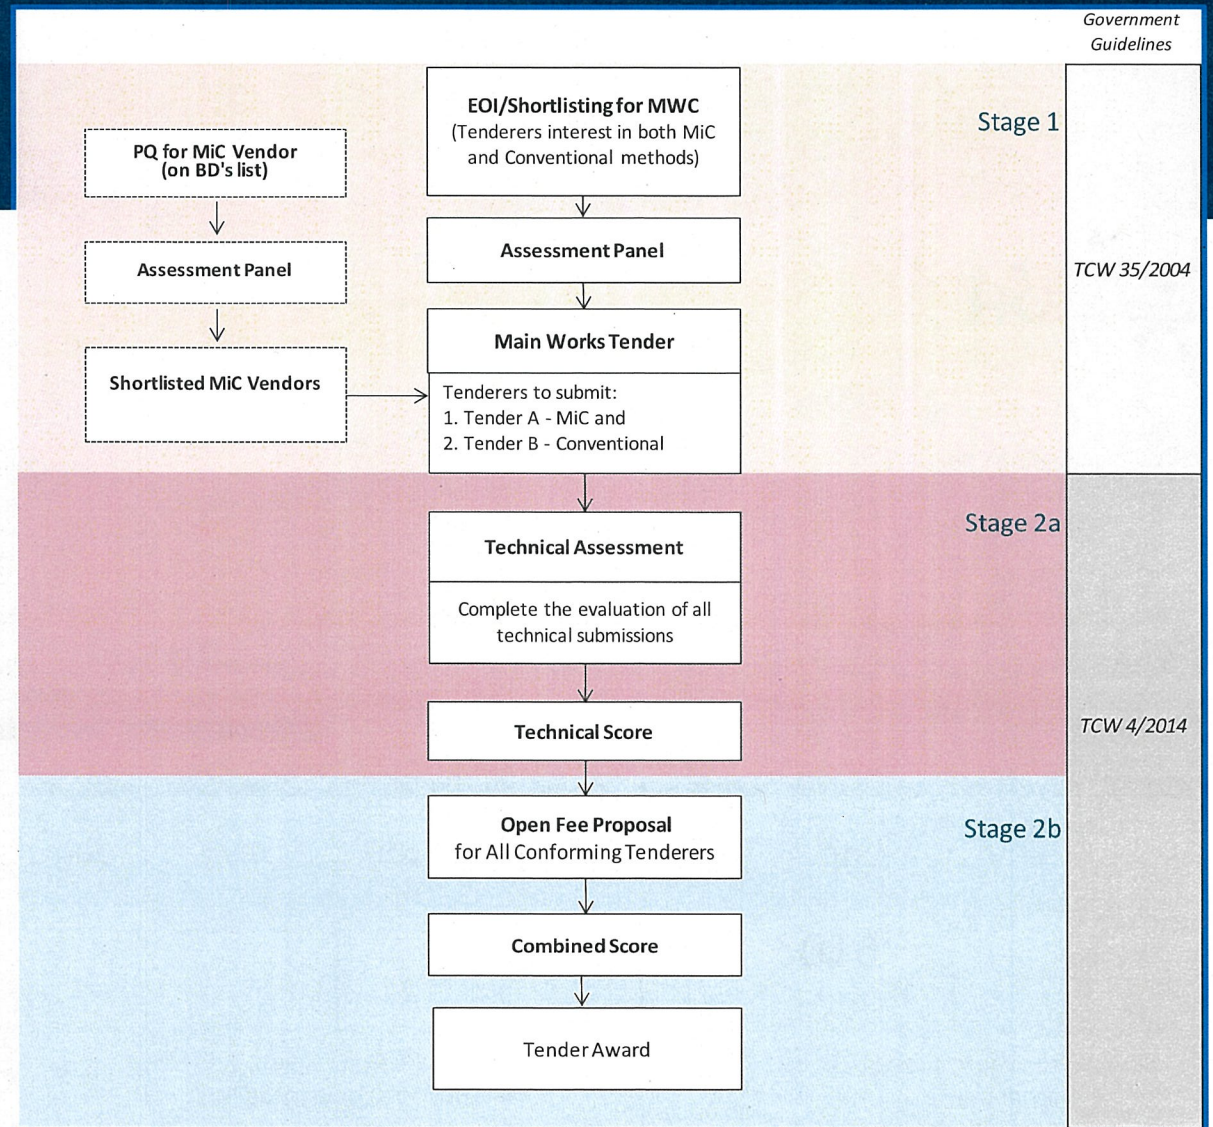 Government
Guidelines
Stage 1
EOI/Shortlisting for MWC
(Tenderers interest in both MiC
and Conventional methods)
PQ for MiC Vendor
(on BD's list)
Assessment Panel
Assessment Panel
TCW 35/2004
Main Works Tender
Shortlisted MiC Vendors
Tenderers to submit:
1. Tender A - MiC and
2. Tender B - Conventional
Stage 2a
Technical Assessment
Complete the evaluation of all
technical submissions
Technical Score
TCW 4/2014
Stage 2b
Open Fee Proposal
for All Conforming Tenderers
Combined Score
Tender Award